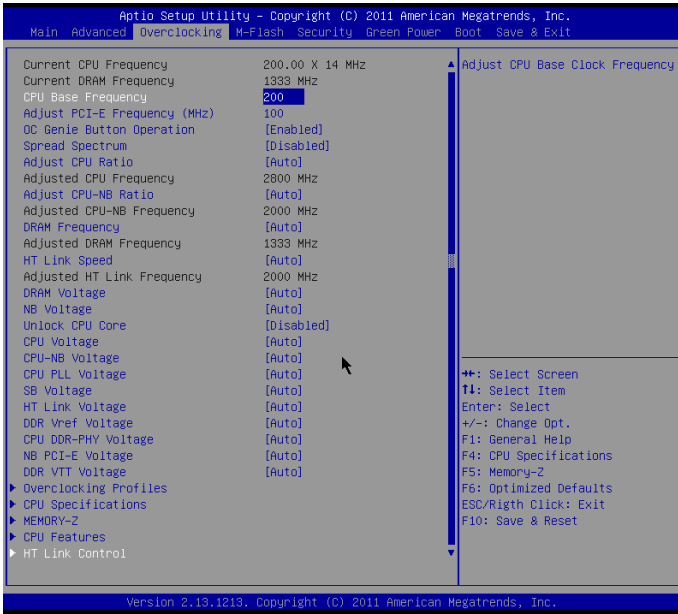 Aptio Setup Utility – Copyright (C) 2011 American Megatrends, Inc.
Main Advanced Overclocking M-Flash Security Green Power Boot Save & Exit
Current CPU Frequency 200.00 X 14 MHz
Current DRAM Frequency 1333 MHz
CPU Base Frequency 200
Adjust PCI-E Frequency (MHz) 100
OC Genie Button Operation [Enabled]
Spread Spectrum [Disabled]
Adjust CPU Ratio [Auto]
Adjusted CPU Frequency 2800 MHz
Adjust CPU-NB Ratio [Auto]
Adjusted CPU-NB Frequency 2000 MHz
DRAM Frequency [Auto]
Adjusted DRAM Frequency 1333 MHz
HT Link Speed [Auto]
Adjusted HT Link Frequency 2000 MHz
DRAM Voltage [Auto]
NB Voltage [Auto]
Unlock CPU Core [Disabled]
CPU Voltage [Auto]
CPU-NB Voltage [Auto]
CPU PLL Voltage [Auto]
SB Voltage [Auto]
HT Link Voltage [Auto]
DDR Vref Voltage [Auto]
CPU DDR-PHY Voltage [Auto]
NB PCI-E Voltage [Auto]
DDR VTT Voltage [Auto]
Overclocking Profiles
CPU Specifications
MEMORY-Z
CPU Features
HT Link Control
Adjust CPU Base Clock Frequency
→←: Select Screen
↑↓: Select Item
Enter: Select
+/-: Change Opt.
F1: General Help
F4: CPU Specifications
F5: Memory-Z
F6: Optimized Defaults
ESC/Rigth Click: Exit
F10: Save & Reset
Version 2.13.1213. Copyright (C) 2011 American Megatrends, Inc.